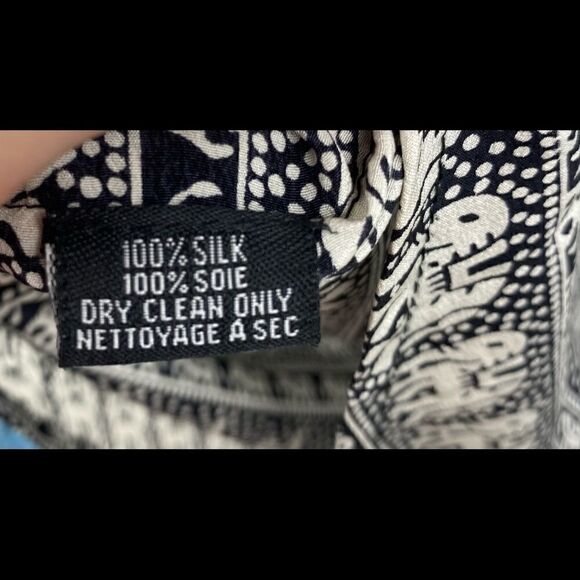 100% SILK
100% SOIE
DRY CLEAN ONLY
NETTOYAGE À SEC